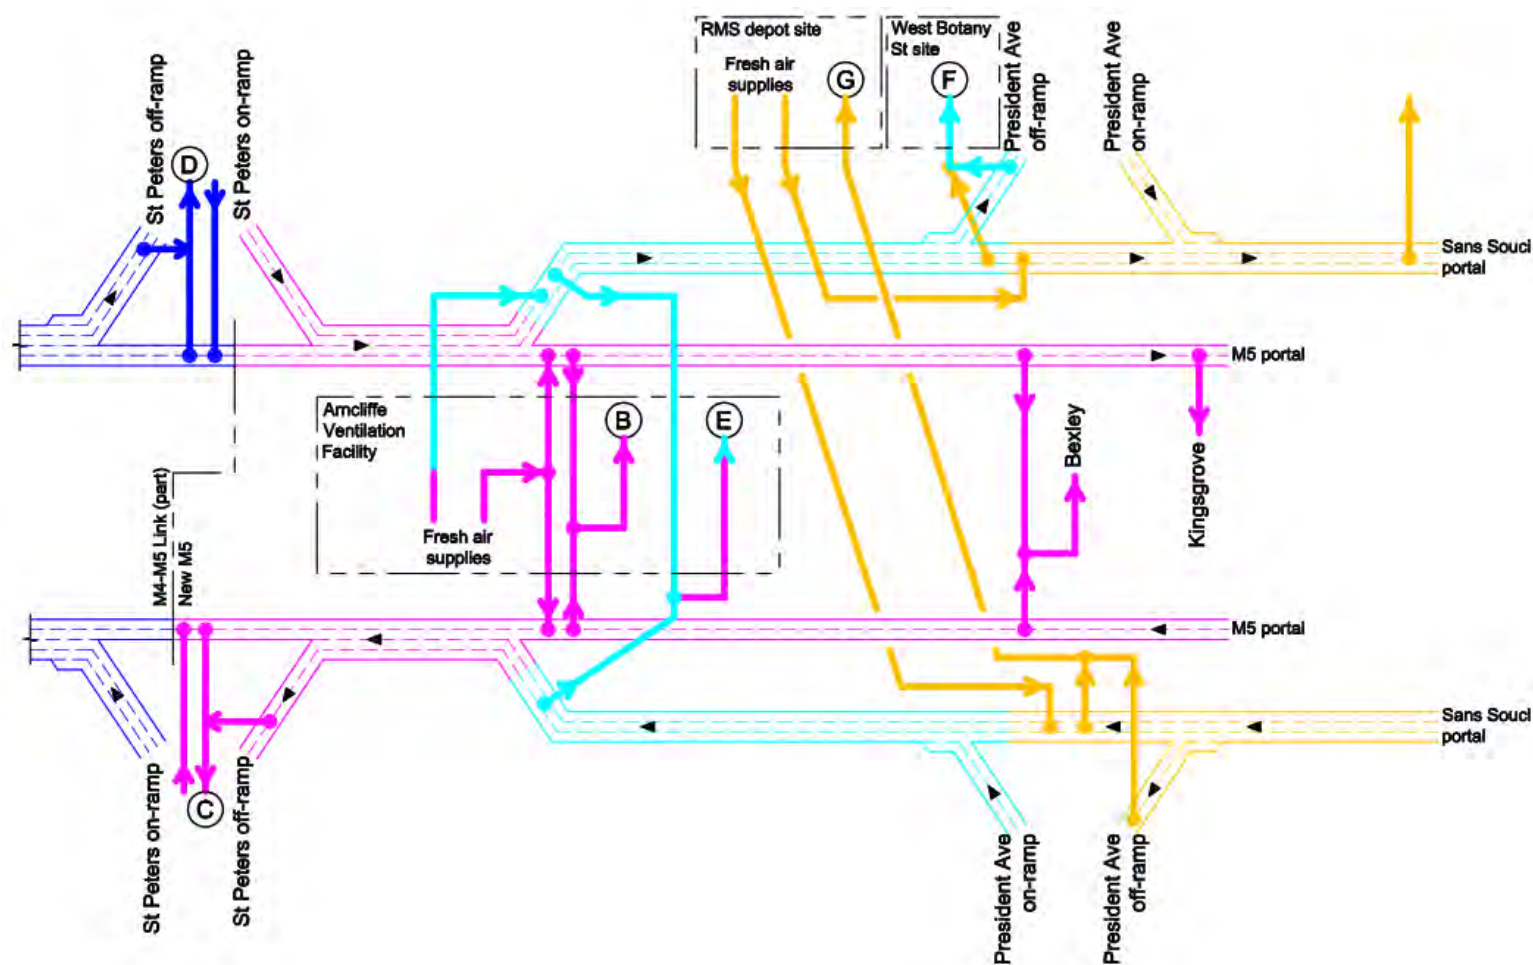 RMS depot site
Fresh air
supplies
G
West Botany
St site
F
President Ave
off-ramp
President Ave
on-ramp
St Peters off-ramp
D
St Peters on-ramp
Sans Souci
portal
M5 portal
Arncliffe
Ventilation
Facility
B
E
Fresh air
supplies
Bexley
Kingsgrove
M4-M5 Link (part)
New M5
M5 portal
Sans Souci
portal
St Peters on-ramp
C
St Peters off-ramp
President Ave
on-ramp
President Ave
off-ramp